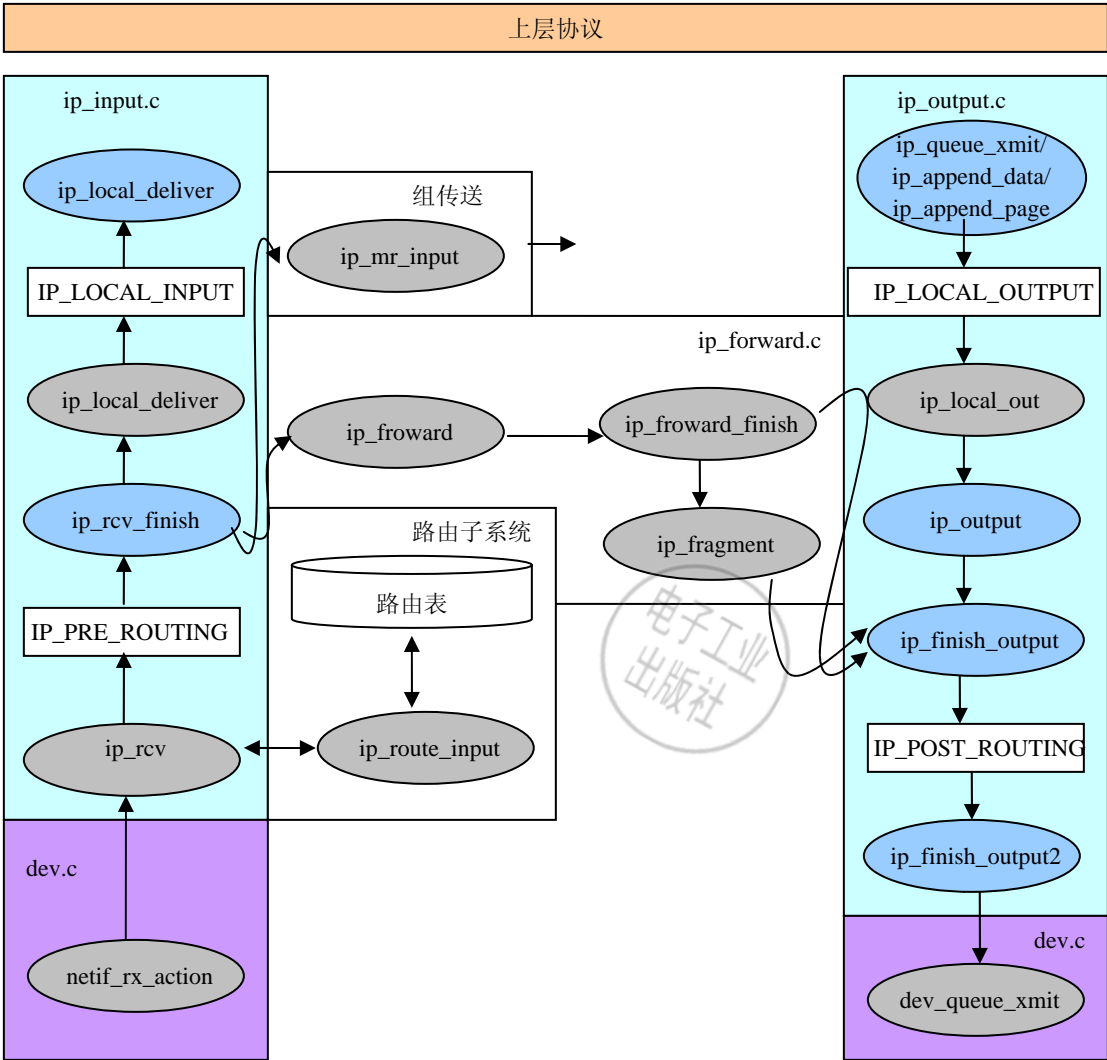 上层协议
ip_input.c
ip_local_deliver
IP_LOCAL_INPUT
ip_local_deliver
ip_rcv_finish
IP_PRE_ROUTING
ip_rcv
dev.c
netif_rx_action
组传送
ip_mr_input
ip_forward.c
ip_froward
ip_froward_finish
ip_fragment
路由子系统
路由表
ip_route_input
电子工业
出版社
ip_output.c
ip_queue_xmit/
ip_append_data/
ip_append_page
IP_LOCAL_OUTPUT
ip_local_out
ip_output
ip_finish_output
IP_POST_ROUTING
ip_finish_output2
dev.c
dev_queue_xmit